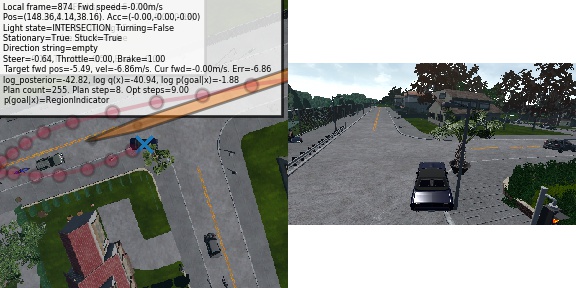 Local frame=874. Fwd speed=-0.00m/s
Pos=(148.36,4.14,38.16). Acc=(-0.00,-0.00,-0.00)
Light state=INTERSECTION. Turning=False
Stationary=True. Stuck=True
Direction string=empty
Steer=-0.64, Throttle=0.00, Brake=1.00
Target fwd pos=-5.49, vel=-6.86m/s. Cur fwd=-0.00m/s. Err=-6.86
log_posterior=-42.82, log q(x)=-40.94, log p(goal|x)=-1.88
Plan count=255. Plan step=8. Opt steps=9.00
p(goal|x)=RegionIndicator